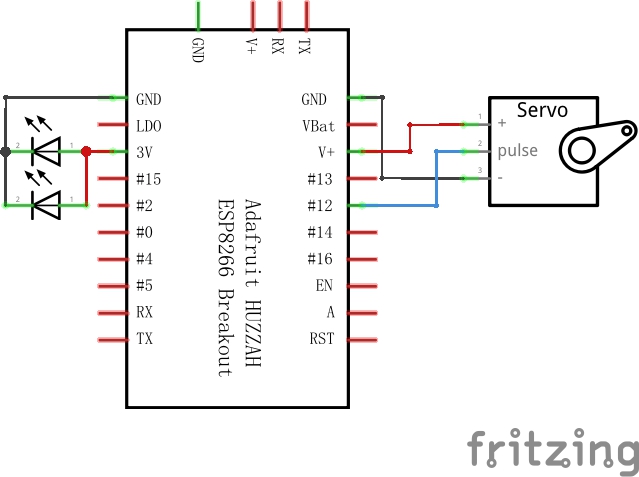 GND V+ RX TX
GND GND
LDO VBat
3V V+
#15 #13
#2 #12
#0 #14
#4 #16
#5 EN
RX A
TX RST
2 1
2 1
Adafruit HUZZAH
ESP8266 Breakout
Servo
1 +
2 pulse
3 -
fritzing